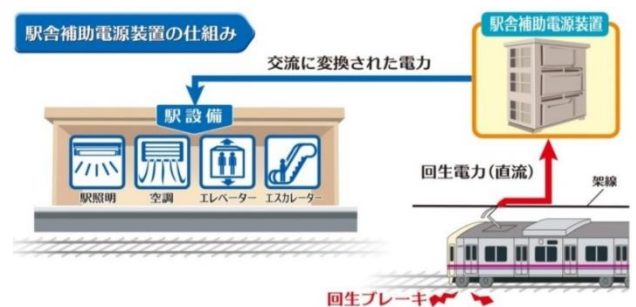 駅舎補助電源装置の仕組み
駅舎補助電源装置
交流に変換された電力
駅設備
駅照明
空調
エレベーター
エスカレーター
回生電力(直流)
架線
回生ブレーキ